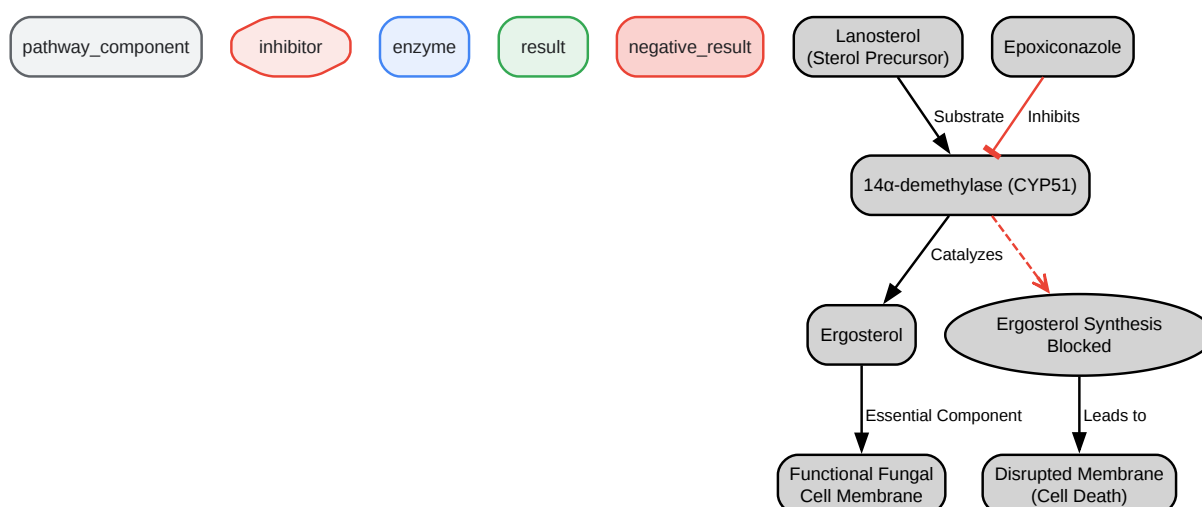 pathway_component
inhibitor
enzyme
result
negative_result
Lanosterol
(Sterol Precursor)
Epoxiconazole
Substrate
Inhibits
14α-demethylase (CYP51)
Catalyzes
Ergosterol
Ergosterol Synthesis
Blocked
Essential Component
Leads to
Functional Fungal
Cell Membrane
Disrupted Membrane
(Cell Death)